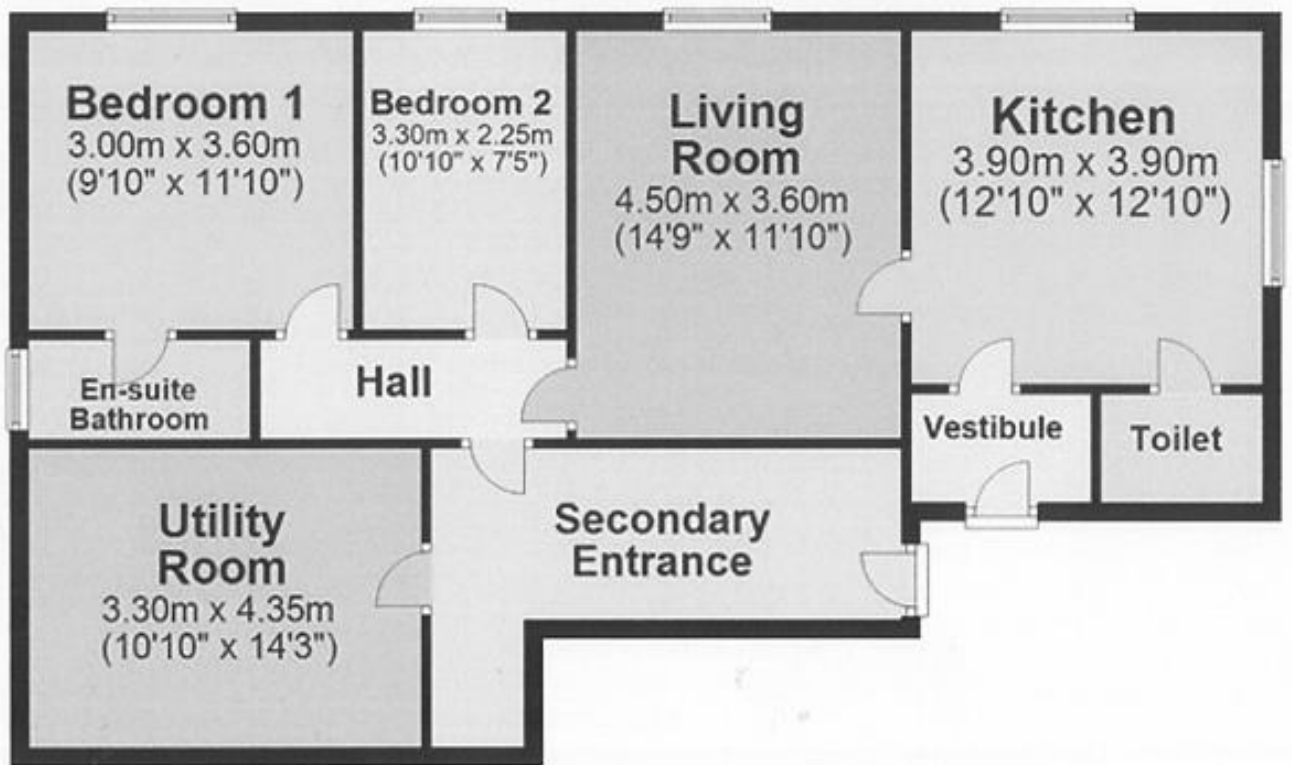 Bedroom 1
3.00m x 3.60m
(9'10" x 11'10")
Bedroom 2
3.30m x 2.25m
(10'10" x 7'5")
Living
Room
4.50m x 3.60m
(14'9" x 11'10")
Kitchen
3.90m x 3.90m
(12'10" x 12'10")
En-suite
Bathroom
Hall
Vestibule
Toilet
Utility
Room
3.30m x 4.35m
(10'10" x 14'3")
Secondary
Entrance